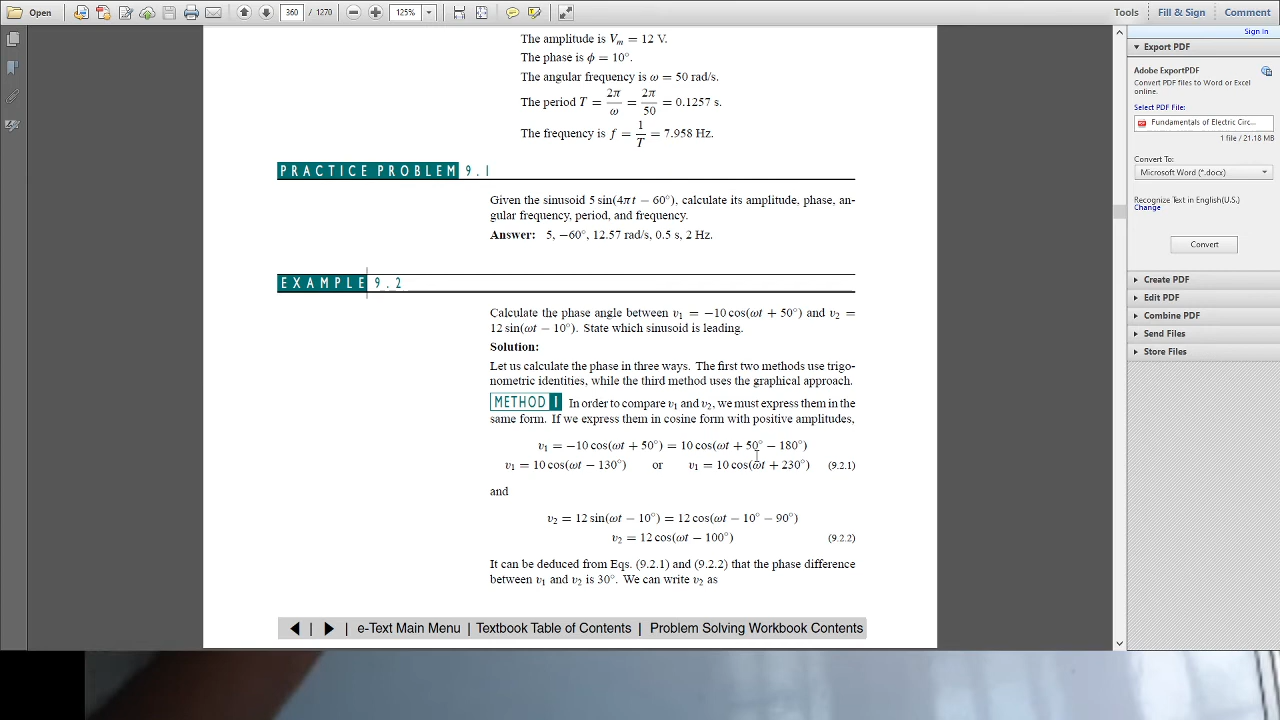 Open
360 / 1270
125%
Tools
Fill & Sign
Comment
Sign In
The amplitude is Vm = 12 V.
The phase is ϕ = 10°.
The angular frequency is ω = 50 rad/s.
The period T = 2π/ω = 2π/50 = 0.1257 s.
The frequency is f = 1/T = 7.958 Hz.
PRACTICE PROBLEM 9.1
Given the sinusoid 5 sin(4πt − 60°), calculate its amplitude, phase, an-
gular frequency, period, and frequency.
Answer: 5, −60°, 12.57 rad/s, 0.5 s, 2 Hz.
EXAMPLE 9.2
Calculate the phase angle between v1 = −10 cos(ωt + 50°) and v2 =
12 sin(ωt − 10°). State which sinusoid is leading.
Solution:
Let us calculate the phase in three ways. The first two methods use trigo-
nometric identities, while the third method uses the graphical approach.
METHOD 1 In order to compare v1 and v2, we must express them in the
same form. If we express them in cosine form with positive amplitudes,
v1 = −10 cos(ωt + 50°) = 10 cos(ωt + 50° − 180°)
v1 = 10 cos(ωt − 130°) or v1 = 10 cos(ωt + 230°) (9.2.1)
and
v2 = 12 sin(ωt − 10°) = 12 cos(ωt − 10° − 90°)
v2 = 12 cos(ωt − 100°) (9.2.2)
It can be deduced from Eqs. (9.2.1) and (9.2.2) that the phase difference
between v1 and v2 is 30°. We can write v2 as
| e-Text Main Menu | Textbook Table of Contents | Problem Solving Workbook Contents
Export PDF
Adobe ExportPDF
Convert PDF files to Word or Excel
online.
Select PDF File:
Fundamentals of Electric Circ...
1 file / 21.18 MB
Convert To:
Microsoft Word (*.docx)
Recognize Text in English(U.S.)
Change
Convert
Create PDF
Edit PDF
Combine PDF
Send Files
Store Files